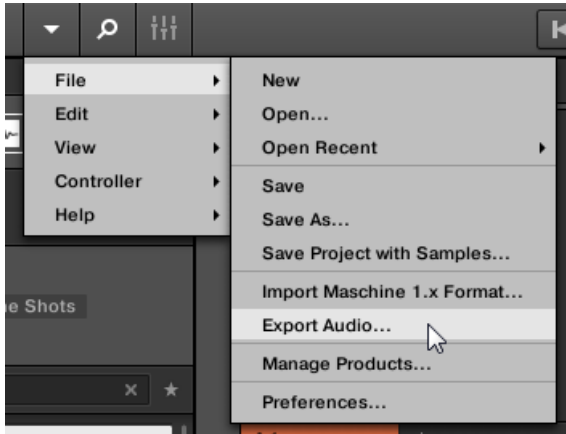 File
Edit
View
Controller
Help
New
Open...
Open Recent
Save
Save As...
Save Project with Samples...
Import Maschine 1.x Format...
Export Audio...
Manage Products...
Preferences...
Shots